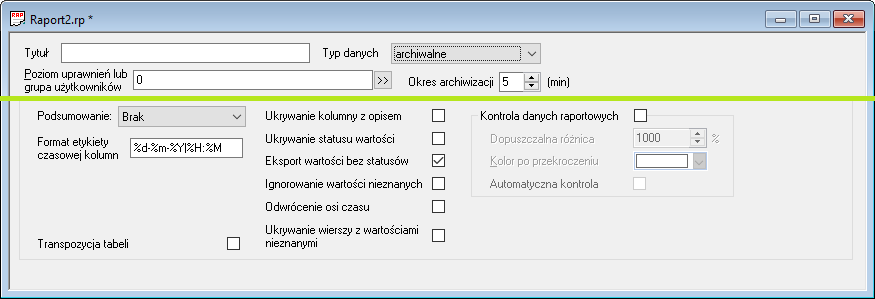 RAP Raport2.rp *
Tytuł Typ danych archiwalne
Poziom uprawnień lub
grupa użytkowników 0 >> Okres archiwizacji 5 (min)
Podsumowanie: Brak Ukrywanie kolumny z opisem Kontrola danych raportowych
Format etykiety
czasowej kolumn %d-%m-%Y|%H:%M Ukrywanie statusu wartości Dopuszczalna różnica 1000 %
Eksport wartości bez statusów Kolor po przekroczeniu
Ignorowanie wartości nieznanych Automatyczna kontrola
Odwrócenie osi czasu
Transpozycja tabeli Ukrywanie wierszy z wartościami
nieznanymi